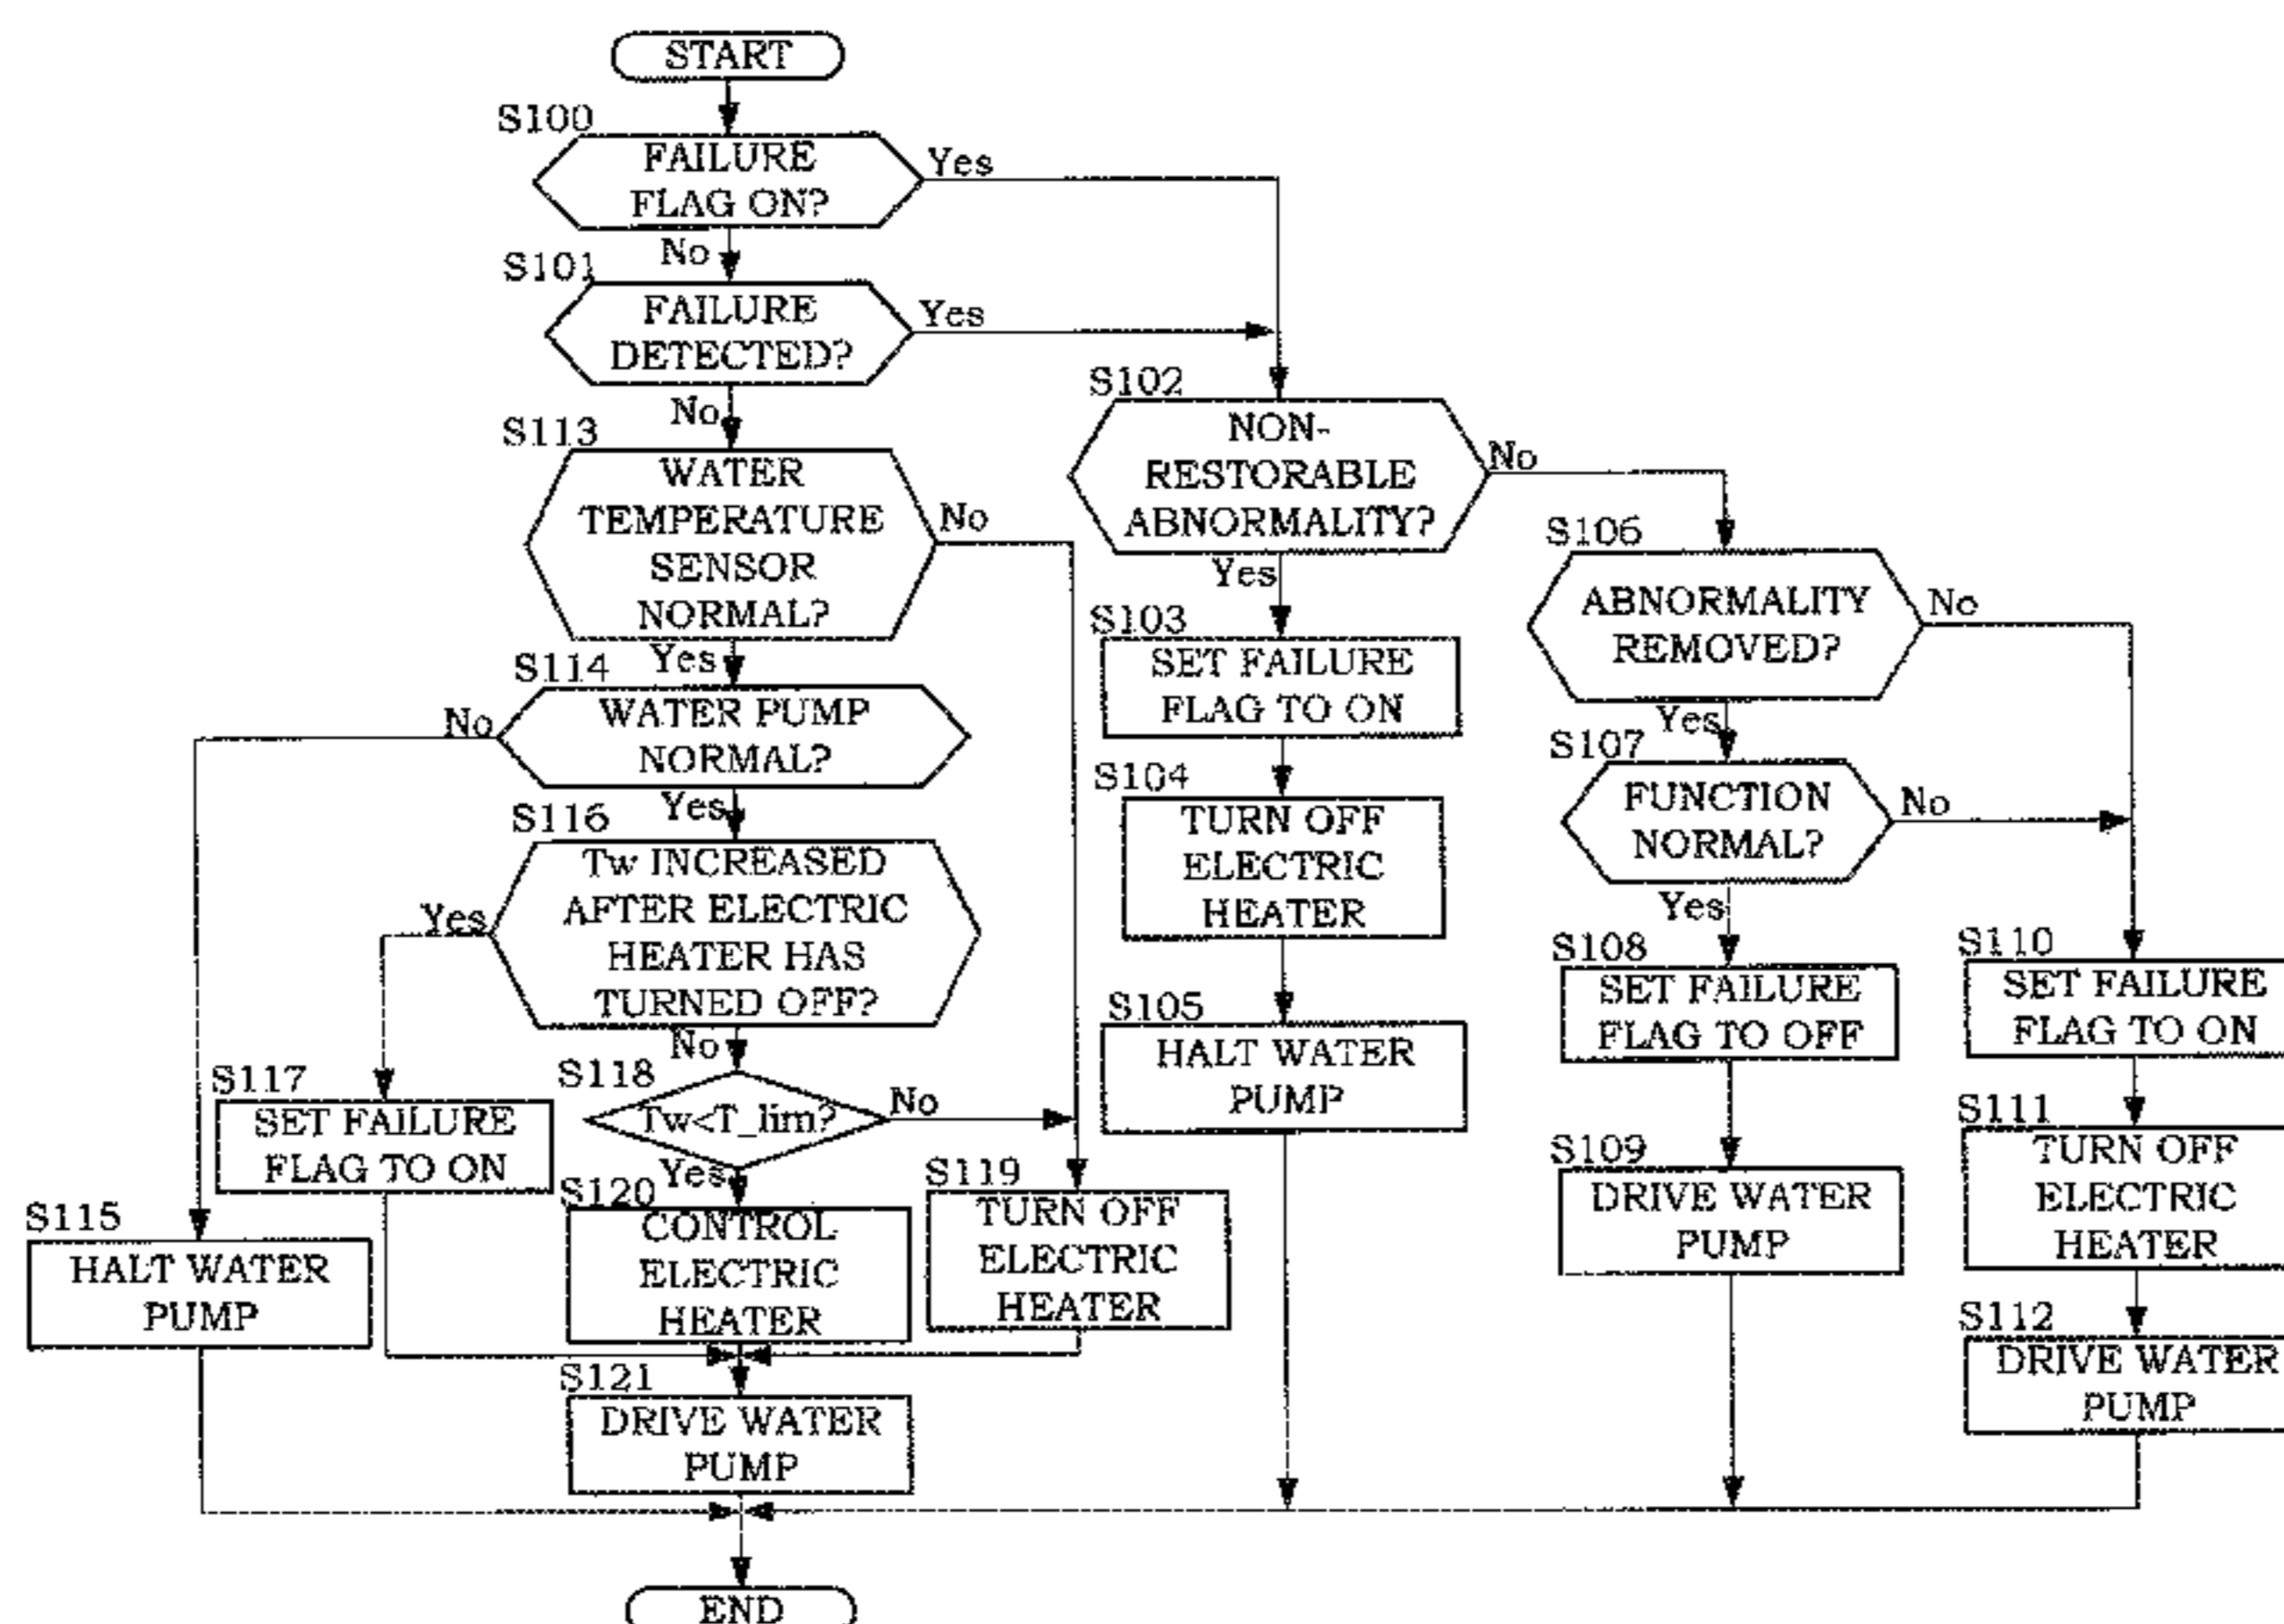 START
S100
FAILURE
FLAG ON?
Yes
No
S101
FAILURE
DETECTED?
Yes
No
S113
WATER
TEMPERATURE
SENSOR
NORMAL?
No
Yes
S114
WATER PUMP
NORMAL?
No
Yes
S116
Tw INCREASED
AFTER ELECTRIC
HEATER HAS
TURNED OFF?
Yes
No
S117
SET FAILURE
FLAG TO ON
S118
Tw<T_lim?
No
Yes
S115
HALT WATER
PUMP
S120
CONTROL
ELECTRIC
HEATER
S119
TURN OFF
ELECTRIC
HEATER
S121
DRIVE WATER
PUMP
END
S102
NON-
RESTORABLE
ABNORMALITY?
No
Yes
S103
SET FAILURE
FLAG TO ON
S104
TURN OFF
ELECTRIC
HEATER
S105
HALT WATER
PUMP
S106
ABNORMALITY
REMOVED?
No
Yes
S107
FUNCTION
NORMAL?
No
Yes
S108
SET FAILURE
FLAG TO OFF
S109
DRIVE WATER
PUMP
S110
SET FAILURE
FLAG TO ON
S111
TURN OFF
ELECTRIC
HEATER
S112
DRIVE WATER
PUMP